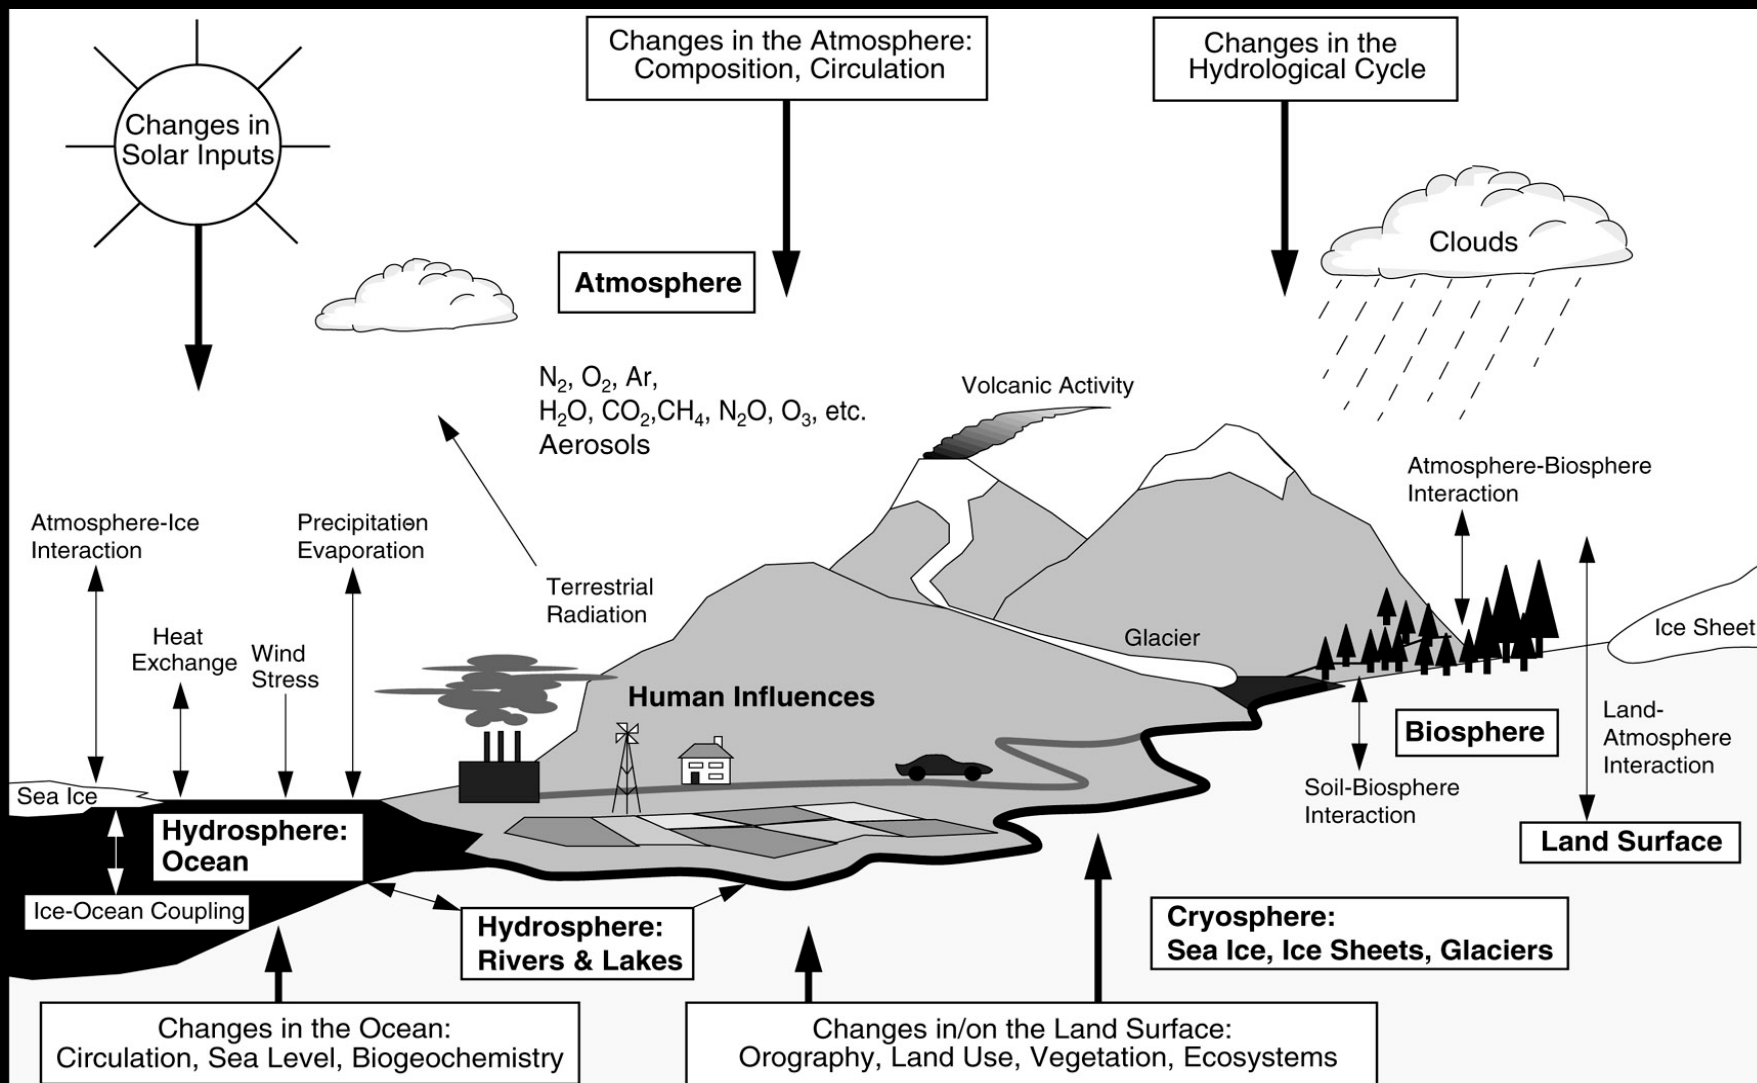 Changes in
Solar Inputs
Changes in the Atmosphere:
Composition, Circulation
Changes in the
Hydrological Cycle
Clouds
Atmosphere
N₂, O₂, Ar,
H₂O, CO₂,CH₄, N₂O, O₃, etc.
Aerosols
Volcanic Activity
Atmosphere-Biosphere
Interaction
Atmosphere-Ice
Interaction
Precipitation
Evaporation
Terrestrial
Radiation
Heat
Exchange
Wind
Stress
Glacier
Ice Sheet
Human Influences
Land-
Atmosphere
Interaction
Biosphere
Soil-Biosphere
Interaction
Sea Ice
Hydrosphere:
Ocean
Land Surface
Ice-Ocean Coupling
Hydrosphere:
Rivers & Lakes
Cryosphere:
Sea Ice, Ice Sheets, Glaciers
Changes in the Ocean:
Circulation, Sea Level, Biogeochemistry
Changes in/on the Land Surface:
Orography, Land Use, Vegetation, Ecosystems